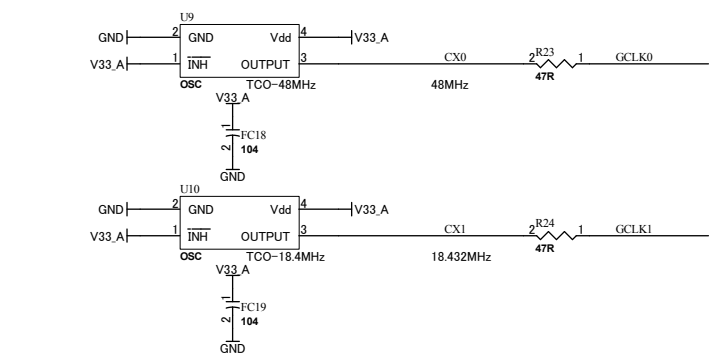 U9
GND 2 GND Vdd 4 V33_A
V33_A 1 INH OUTPUT 3 CX0 2 R23 1 GCLK0
OSC TCO-48MHz 48MHz 47R
V33_A
1
FC18
2 104
GND
U10
GND 2 GND Vdd 4 V33_A
V33_A 1 INH OUTPUT 3 CX1 2 R24 1 GCLK1
OSC TCO-18.4MHz 18.432MHz 47R
V33_A
1
FC19
2 104
GND